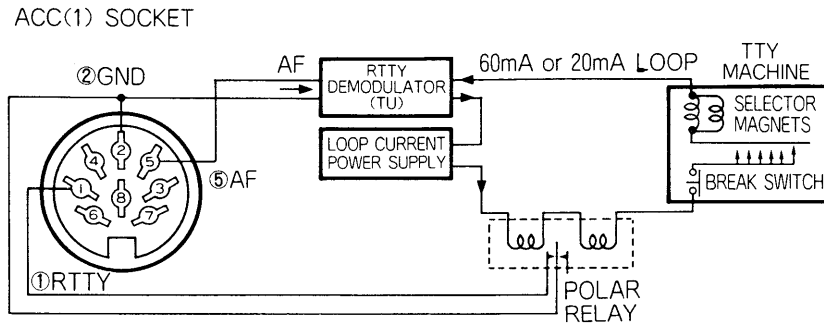 ACC(1) SOCKET
②GND
AF
RTTY
DEMODULATOR
(TU)
60mA or 20mA LOOP
TTY
MACHINE
SELECTOR
MAGNETS
LOOP CURRENT
POWER SUPPLY
BREAK SWITCH
2
4
5
1
8
3
6
7
⑤AF
①RTTY
POLAR
RELAY